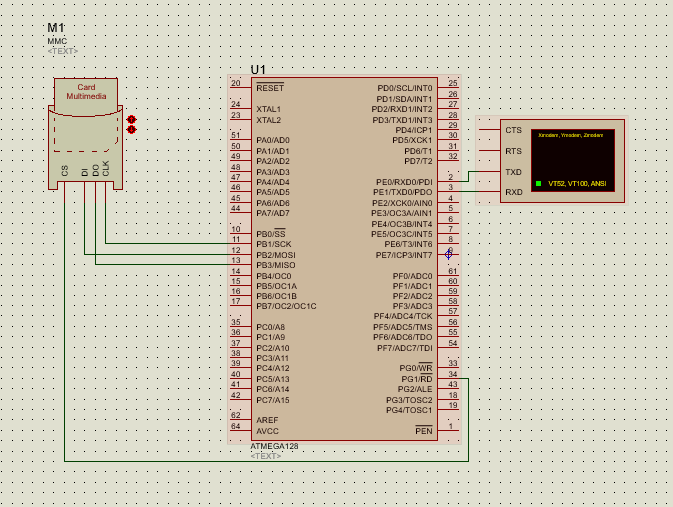 M1
MMC
<TEXT>
Card
Multimedia
CS
DI
DO
CLK
U1
20 RESET
24 XTAL1
23 XTAL2
51 PA0/AD0
50 PA1/AD1
49 PA2/AD2
48 PA3/AD3
47 PA4/AD4
46 PA5/AD5
45 PA6/AD6
44 PA7/AD7
10 PB0/SS
11 PB1/SCK
12 PB2/MOSI
13 PB3/MISO
14 PB4/OC0
15 PB5/OC1A
16 PB6/OC1B
17 PB7/OC2/OC1C
35 PC0/A8
36 PC1/A9
37 PC2/A10
38 PC3/A11
39 PC4/A12
40 PC5/A13
41 PC6/A14
42 PC7/A15
62 AREF
64 AVCC
PD0/SCL/INT0 25
PD1/SDA/INT1 26
PD2/RXD1/INT2 27
PD3/TXD1/INT3 28
PD4/ICP1 29
PD5/XCK1 30
PD6/T1 31
PD7/T2 32
PE0/RXD0/PDI 2
PE1/TXD0/PDO 3
PE2/XCK0/AIN0 4
PE3/OC3A/AIN1 5
PE4/OC3B/INT4 6
PE5/OC3C/INT5 7
PE6/T3/INT6 8
PE7/ICP3/INT7 9
PF0/ADC0 61
PF1/ADC1 60
PF2/ADC2 59
PF3/ADC3 58
PF4/ADC4/TCK 57
PF5/ADC5/TMS 56
PF6/ADC6/TDO 55
PF7/ADC7/TDI 54
PG0/WR 33
PG1/RD 34
PG2/ALE 43
PG3/TOSC2 18
PG4/TOSC1 19
PEN 1
ATMEGA128
<TEXT>
CTS
RTS
TXD
RXD
Xmodem, Ymodem, Zmodem
VT52, VT100, ANSI